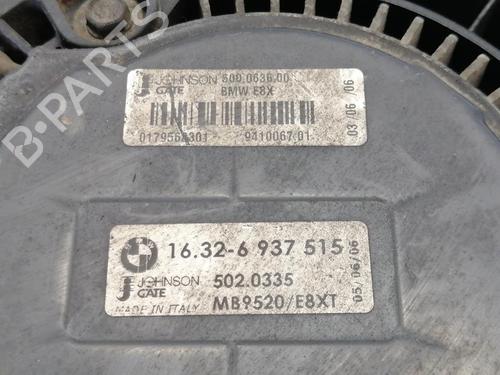 JOHNSON 500.0636.00
GATE BMW E8X
03/06/06
0179568301 9410067.01
16.32-6 937 515
JOHNSON 502.0335
GATE
MADE IN ITALY MB9520/E8XT
05/06/06